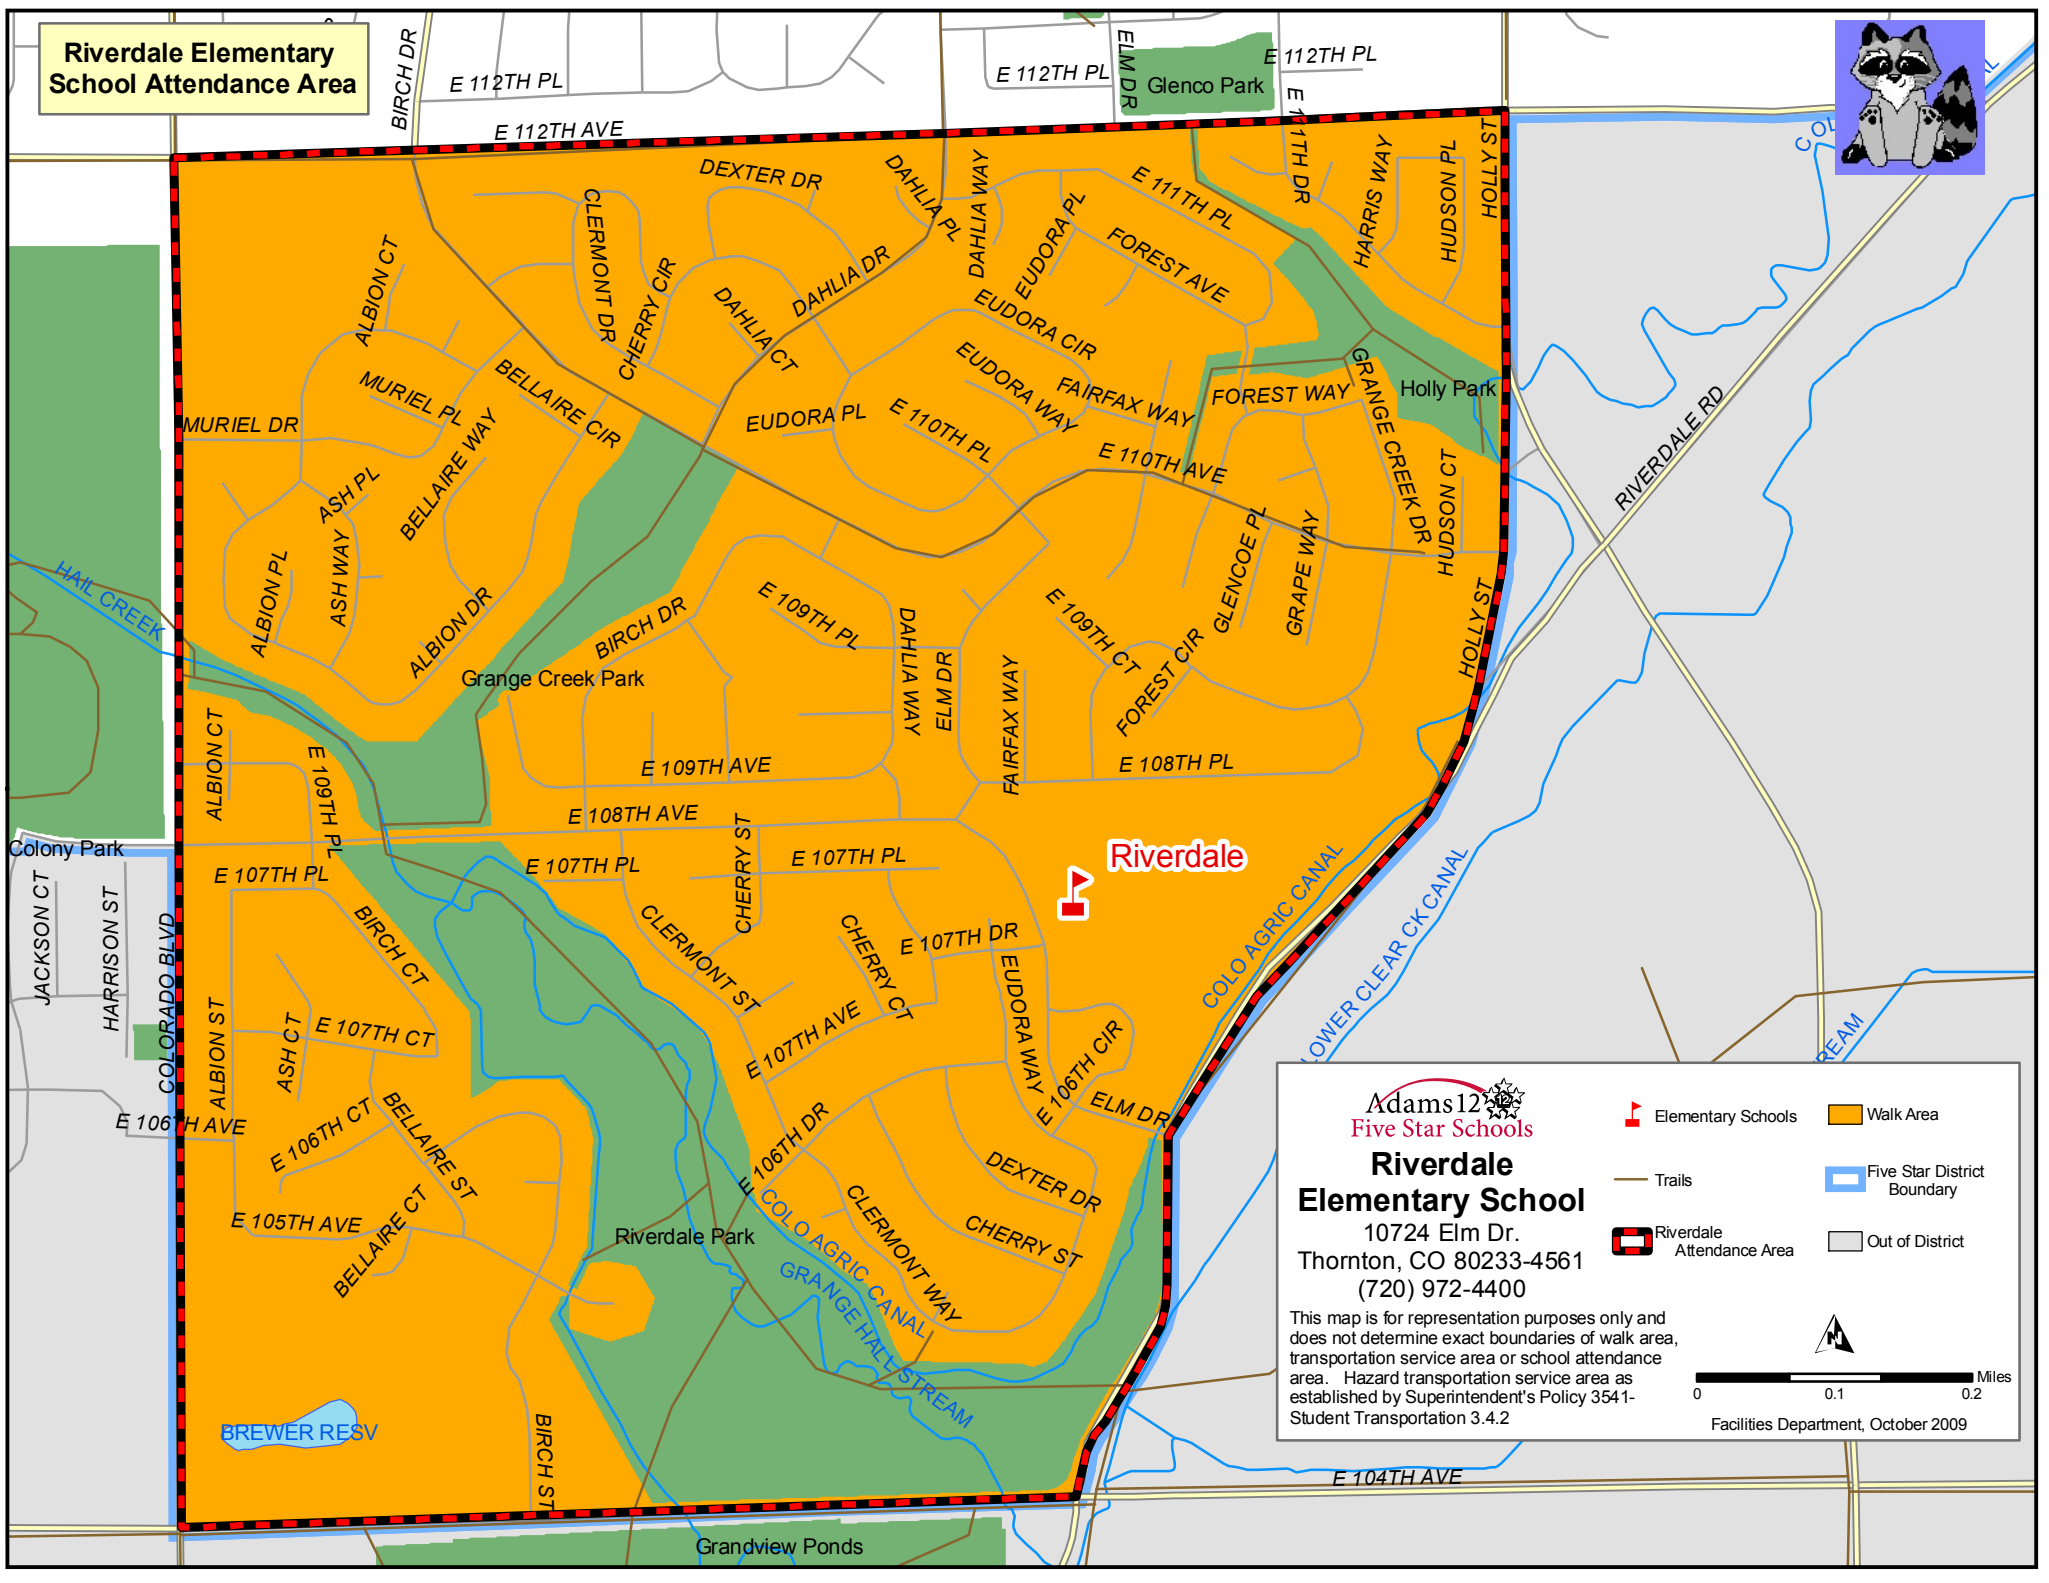 Riverdale Elementary
School Attendance Area
BIRCH DR
E 112TH PL
E 112TH AVE
E 112TH PL
ELM DR
Glenco Park
E 112TH PL
E 111TH DR
HARRIS WAY
HUDSON PL
HOLLY ST
DEXTER DR
DAHLIA PL
DAHLIA WAY
EUDORA PL
E 111TH PL
FOREST AVE
CLERMONT DR
CHERRY CIR
ALBION CT
DAHLIA DR
DAHLIA CT
EUDORA CIR
EUDORA WAY
FAIRFAX WAY
FOREST WAY
GRANGE CREEK DR
Holly Park
MURIEL PL
BELLAIRE CIR
MURIEL DR
BELLAIRE WAY
EUDORA PL
E 110TH PL
E 110TH AVE
RIVERDALE RD
ASH PL
HUDSON CT
ASH WAY
ALBION PL
ALBION DR
GLENCOE PL
GRAPE WAY
HAIL CREEK
BIRCH DR
E 109TH PL
DAHLIA WAY
ELM DR
E 109TH CT
FOREST CIR
HOLLY ST
Grange Creek Park
FAIRFAX WAY
ALBION CT
E 109TH PL
E 109TH AVE
E 108TH PL
E 108TH AVE
Colony Park
E 107TH PL
E 107TH PL
CHERRY ST
E 107TH PL
Riverdale
JACKSON CT
HARRISON ST
COLORADO BLVD
BIRCH CT
CLERMONT ST
CHERRY CT
E 107TH DR
EUDORA WAY
COLO AGRIC CANAL
LOWER CLEAR CK CANAL
ALBION ST
ASH CT
E 107TH CT
E 107TH AVE
E 106TH CIR
ELM DR
E 106TH AVE
E 106TH CT
BELLAIRE ST
E 106TH DR
DEXTER DR
CHERRY ST
CLERMONT WAY
E 105TH AVE
BELLAIRE CT
Riverdale Park
COLO AGRIC CANAL
GRANGE HALL STREAM
BREWER RESV
BIRCH ST
Grandview Ponds
E 104TH AVE
REAM
Adams 12
12
Five Star Schools
Riverdale
Elementary School
10724 Elm Dr.
Thornton, CO 80233-4561
(720) 972-4400
This map is for representation purposes only and
does not determine exact boundaries of walk area,
transportation service area or school attendance
area. Hazard transportation service area as
established by Superintendent's Policy 3541-
Student Transportation 3.4.2
Elementary Schools
Trails
Riverdale
Attendance Area
Walk Area
Five Star District
Boundary
Out of District
N
Miles
0
0.1
0.2
Facilities Department, October 2009